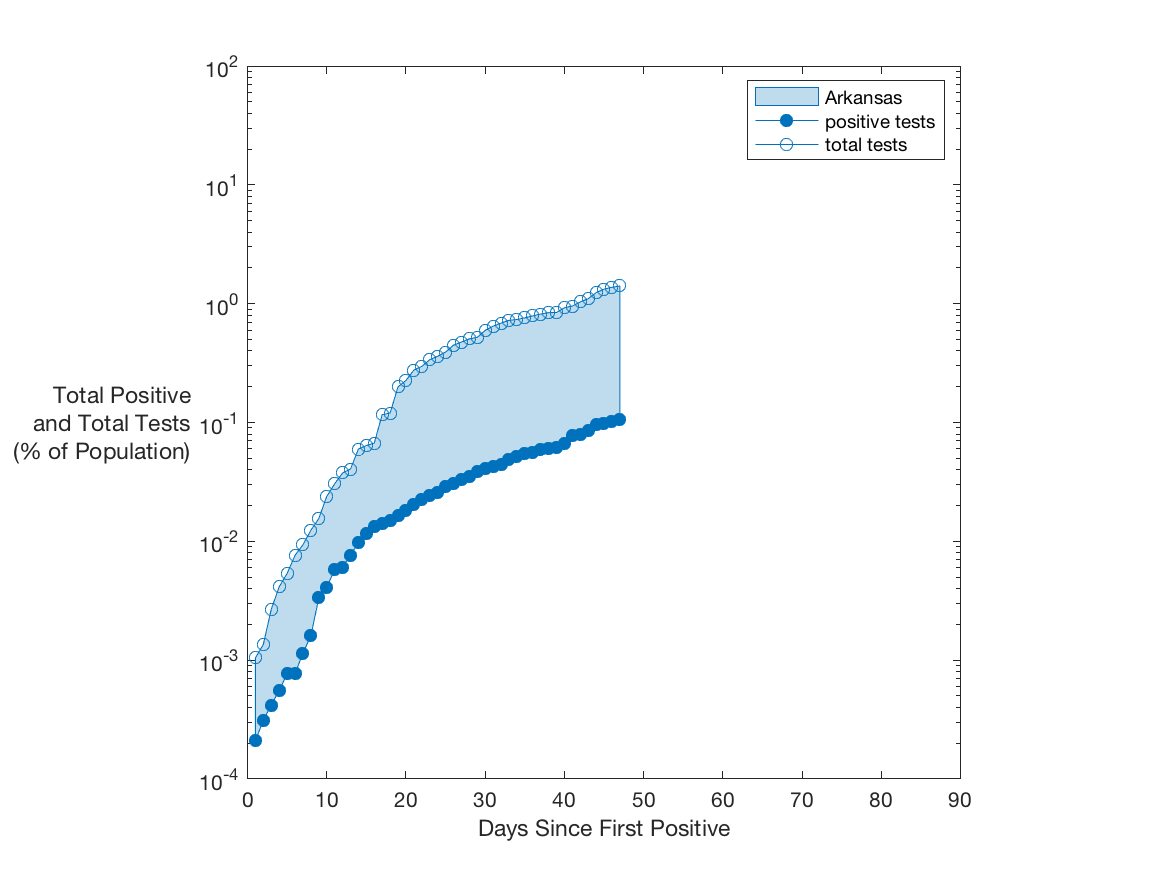 10^2
10^1
10^0
10^-1
10^-2
10^-3
10^-4
Total Positive
and Total Tests
(% of Population)
Arkansas
positive tests
total tests
0 10 20 30 40 50 60 70 80 90
Days Since First Positive